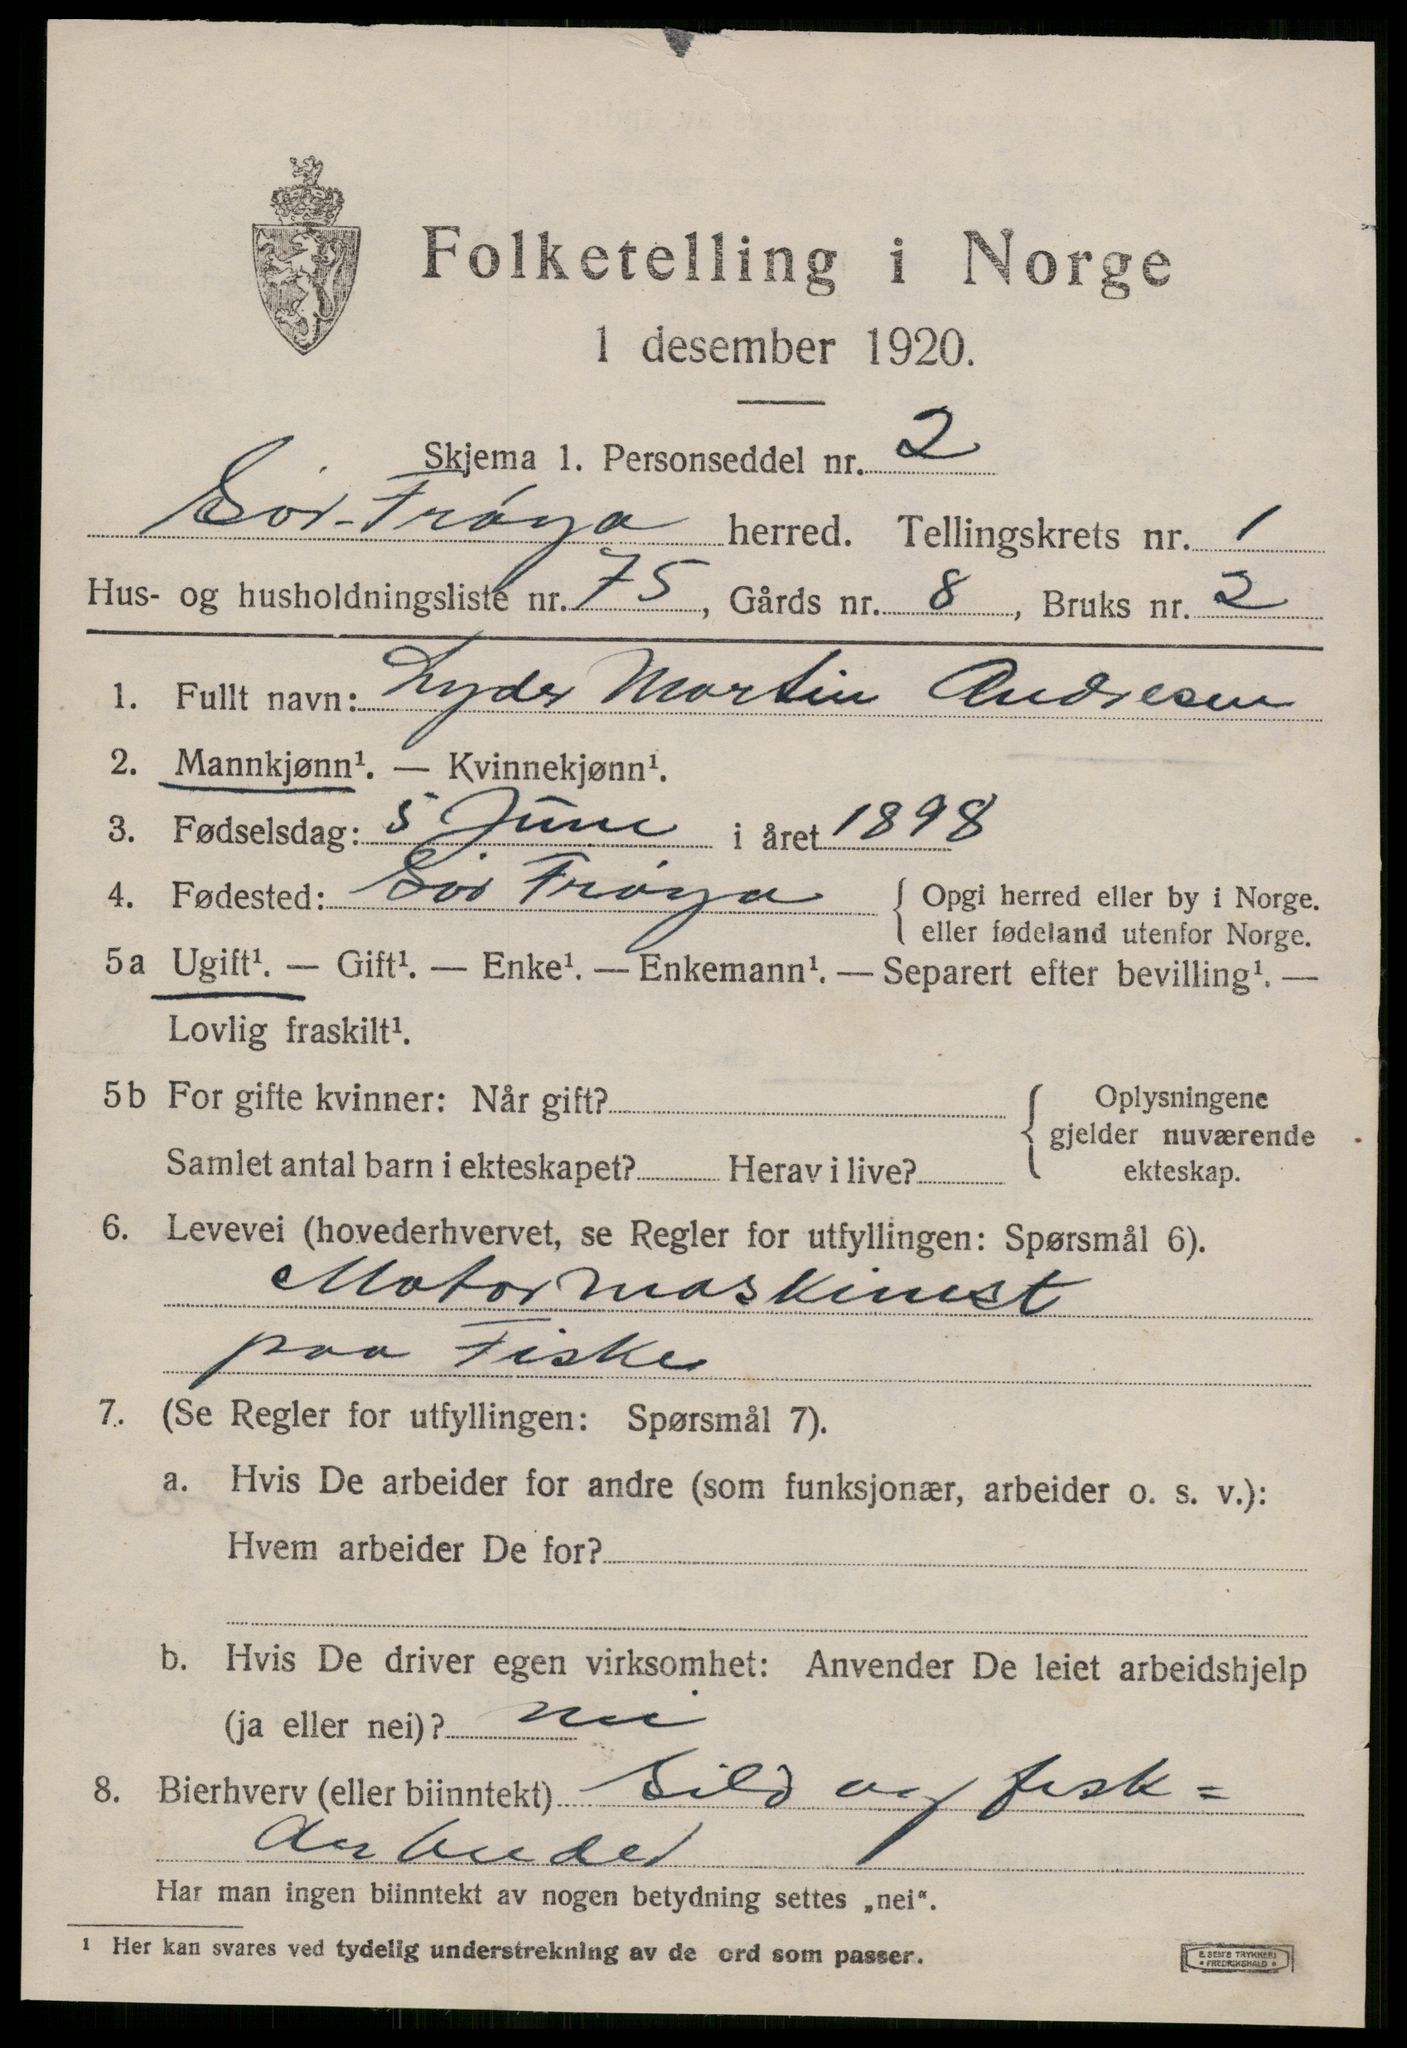 Folketelling i Norge
1 desember 1920.
Skjema 1. Personseddel nr. 2
Sör-Fröya herred. Tellingskrets nr. 1
Hus- og husholdningsliste nr. 75, Gårds nr. 8, Bruks nr. 2
1. Fullt navn: Lyder Martin Andresen
2. Mannkjønn¹. — Kvinnekjønn¹.
3. Fødselsdag: 5 Juni i året 1898
4. Fødested: Sör Fröya { Opgi herred eller by i Norge.
eller fødeland utenfor Norge.
5a Ugift¹. — Gift¹. — Enke¹. — Enkemann¹. — Separert efter bevilling¹. —
Lovlig fraskilt¹.
5b For gifte kvinner: Når gift? { Oplysningene
gjelder nuværende
Samlet antal barn i ekteskapet? Herav i live? ekteskap.
6. Levevei (hovederhvervet, se Regler for utfyllingen: Spørsmål 6).
Motormaskinist
paa Fiske
7. (Se Regler for utfyllingen: Spørsmål 7).
a. Hvis De arbeider for andre (som funksjonær, arbeider o. s. v.):
Hvem arbeider De for?
b. Hvis De driver egen virksomhet: Anvender De leiet arbeidshjelp
(ja eller nei)? nei
8. Bierhverv (eller biinntekt) Sild og fisk=
Arbeider
Har man ingen biinntekt av nogen betydning settes „nei“.
¹ Her kan svares ved tydelig understrekning av de ord som passer.
E. SEM'S TRYKKERI
FREDRIKSHALD